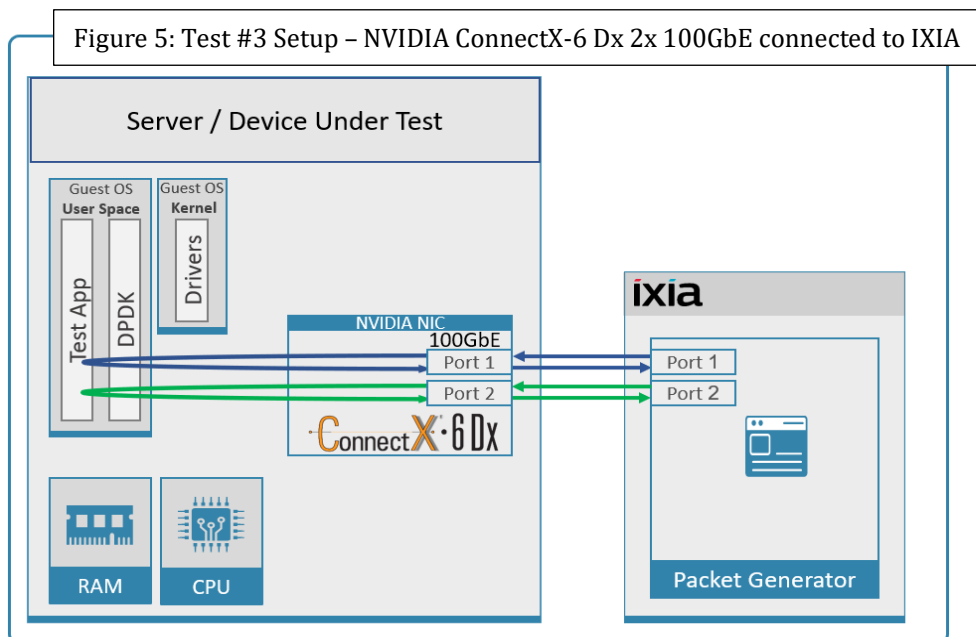 Figure 5: Test #3 Setup – NVIDIA ConnectX-6 Dx 2x 100GbE connected to IXIA
Server / Device Under Test
Guest OS
User Space
Test App
DPDK
Guest OS
Kernel
Drivers
NVIDIA NIC
100GbE
Port 1
Port 2
ConnectX·6 Dx
RAM
CPU
ixia
Port 1
Port 2
Packet Generator